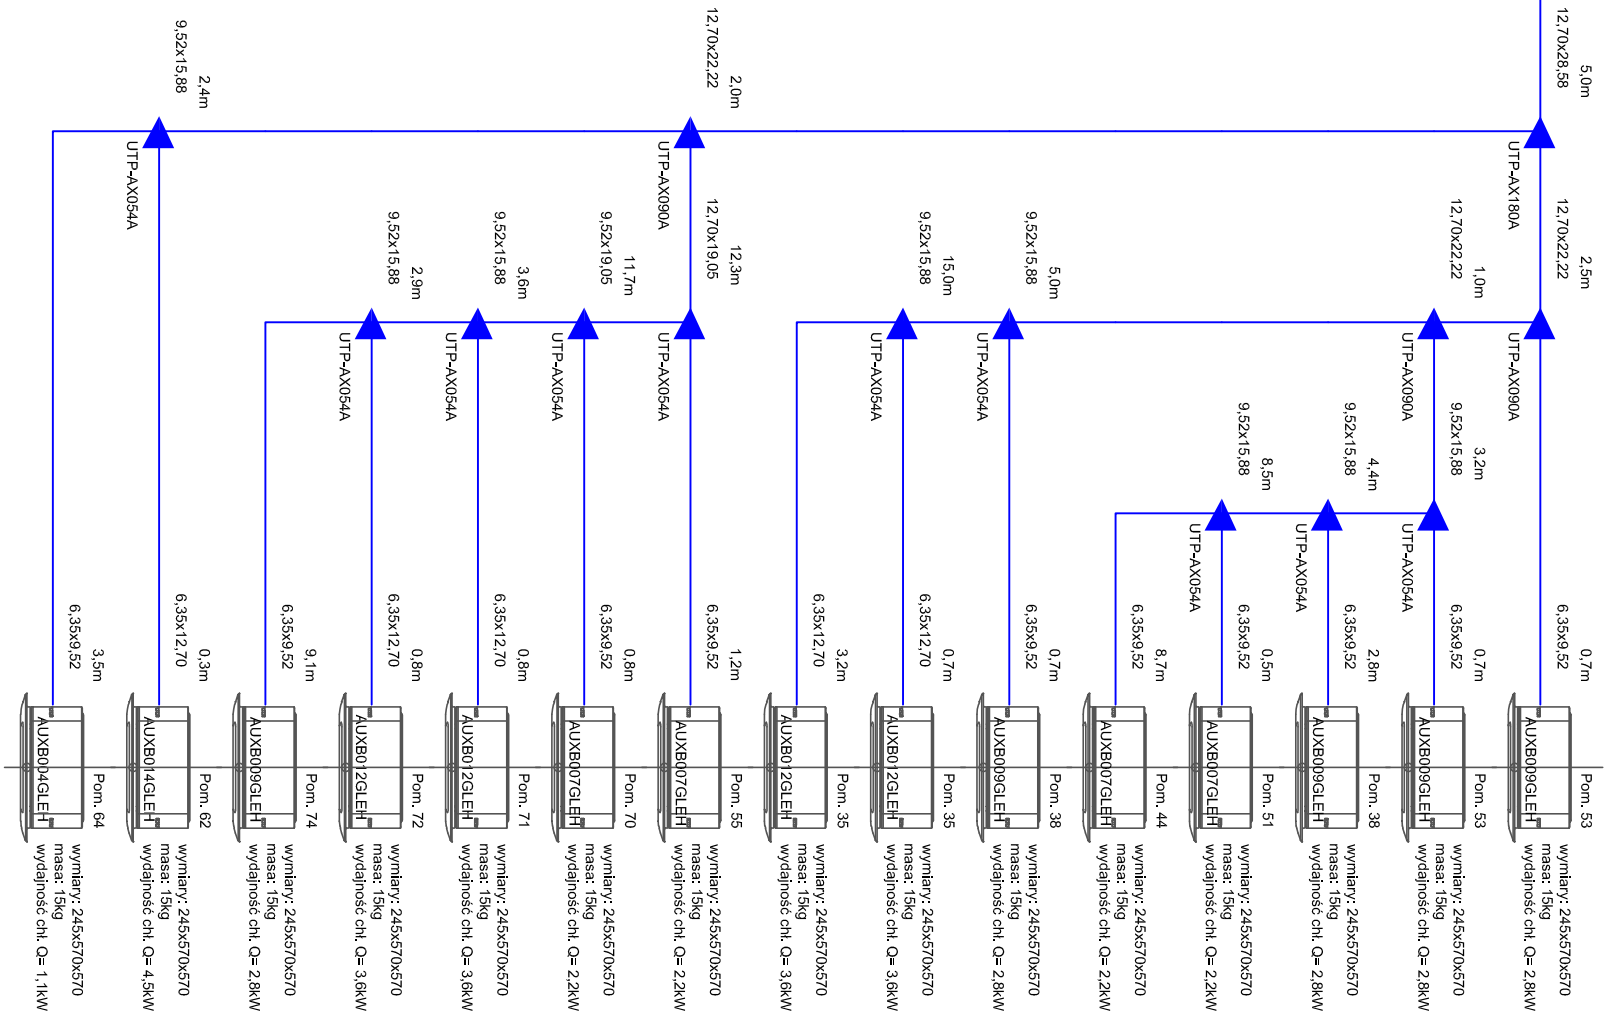 12,70x28,58
5,0m
UTP-AX180A
12,70x22,22
2,5m
UTP-AX090A
6,35x9,52
0,7m
AUXB009GLEH
Pom. 53
wymiary: 245x570x570
masa: 15kg
wydajność chł. Q= 2,8kW
12,70x22,22
1,0m
UTP-AX090A
9,52x15,88
3,2m
UTP-AX054A
6,35x9,52
0,7m
AUXB009GLEH
Pom. 53
wymiary: 245x570x570
masa: 15kg
wydajność chł. Q= 2,8kW
9,52x15,88
4,4m
UTP-AX054A
6,35x9,52
2,8m
AUXB009GLEH
Pom. 38
wymiary: 245x570x570
masa: 15kg
wydajność chł. Q= 2,8kW
9,52x15,88
8,5m
UTP-AX054A
6,35x9,52
0,5m
AUXB007GLEH
Pom. 51
wymiary: 245x570x570
masa: 15kg
wydajność chł. Q= 2,2kW
6,35x9,52
8,7m
AUXB007GLEH
Pom. 44
wymiary: 245x570x570
masa: 15kg
wydajność chł. Q= 2,2kW
9,52x15,88
5,0m
UTP-AX054A
6,35x9,52
0,7m
AUXB009GLEH
Pom. 38
wymiary: 245x570x570
masa: 15kg
wydajność chł. Q= 2,8kW
9,52x15,88
15,0m
UTP-AX054A
6,35x12,70
0,7m
AUXB012GLEH
Pom. 35
wymiary: 245x570x570
masa: 15kg
wydajność chł. Q= 3,6kW
6,35x12,70
3,2m
AUXB012GLEH
Pom. 35
wymiary: 245x570x570
masa: 15kg
wydajność chł. Q= 3,6kW
12,70x22,22
2,0m
UTP-AX090A
12,70x19,05
12,3m
UTP-AX054A
6,35x9,52
1,2m
AUXB007GLEH
Pom. 55
wymiary: 245x570x570
masa: 15kg
wydajność chł. Q= 2,2kW
9,52x19,05
11,7m
UTP-AX054A
6,35x9,52
0,8m
AUXB007GLEH
Pom. 70
wymiary: 245x570x570
masa: 15kg
wydajność chł. Q= 2,2kW
9,52x15,88
3,6m
UTP-AX054A
6,35x12,70
0,8m
AUXB012GLEH
Pom. 71
wymiary: 245x570x570
masa: 15kg
wydajność chł. Q= 3,6kW
9,52x15,88
2,9m
UTP-AX054A
6,35x12,70
0,8m
AUXB012GLEH
Pom. 72
wymiary: 245x570x570
masa: 15kg
wydajność chł. Q= 3,6kW
6,35x9,52
9,1m
AUXB009GLEH
Pom. 74
wymiary: 245x570x570
masa: 15kg
wydajność chł. Q= 2,8kW
9,52x15,88
2,4m
UTP-AX054A
6,35x12,70
0,3m
AUXB014GLEH
Pom. 62
wymiary: 245x570x570
masa: 15kg
wydajność chł. Q= 4,5kW
6,35x9,52
3,5m
AUXB004GLEH
Pom. 64
wymiary: 245x570x570
masa: 15kg
wydajność chł. Q= 1,1kW